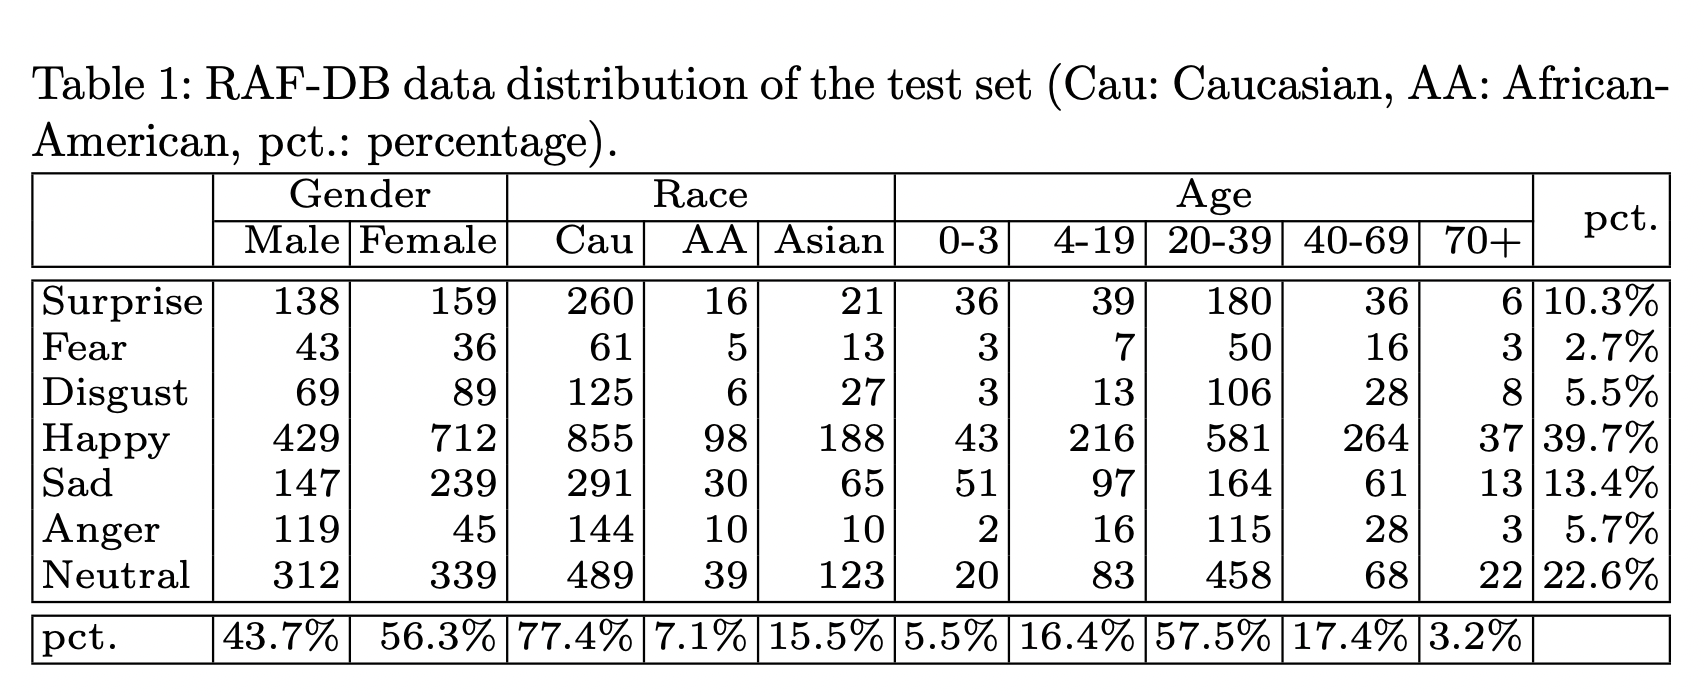 Table 1: RAF-DB data distribution of the test set (Cau: Caucasian, AA: African-
American, pct.: percentage).
Gender Race Age pct.
Male Female Cau AA Asian 0-3 4-19 20-39 40-69 70+
Surprise 138 159 260 16 21 36 39 180 36 6 10.3%
Fear 43 36 61 5 13 3 7 50 16 3 2.7%
Disgust 69 89 125 6 27 3 13 106 28 8 5.5%
Happy 429 712 855 98 188 43 216 581 264 37 39.7%
Sad 147 239 291 30 65 51 97 164 61 13 13.4%
Anger 119 45 144 10 10 2 16 115 28 3 5.7%
Neutral 312 339 489 39 123 20 83 458 68 22 22.6%
pct. 43.7% 56.3% 77.4% 7.1% 15.5% 5.5% 16.4% 57.5% 17.4% 3.2%